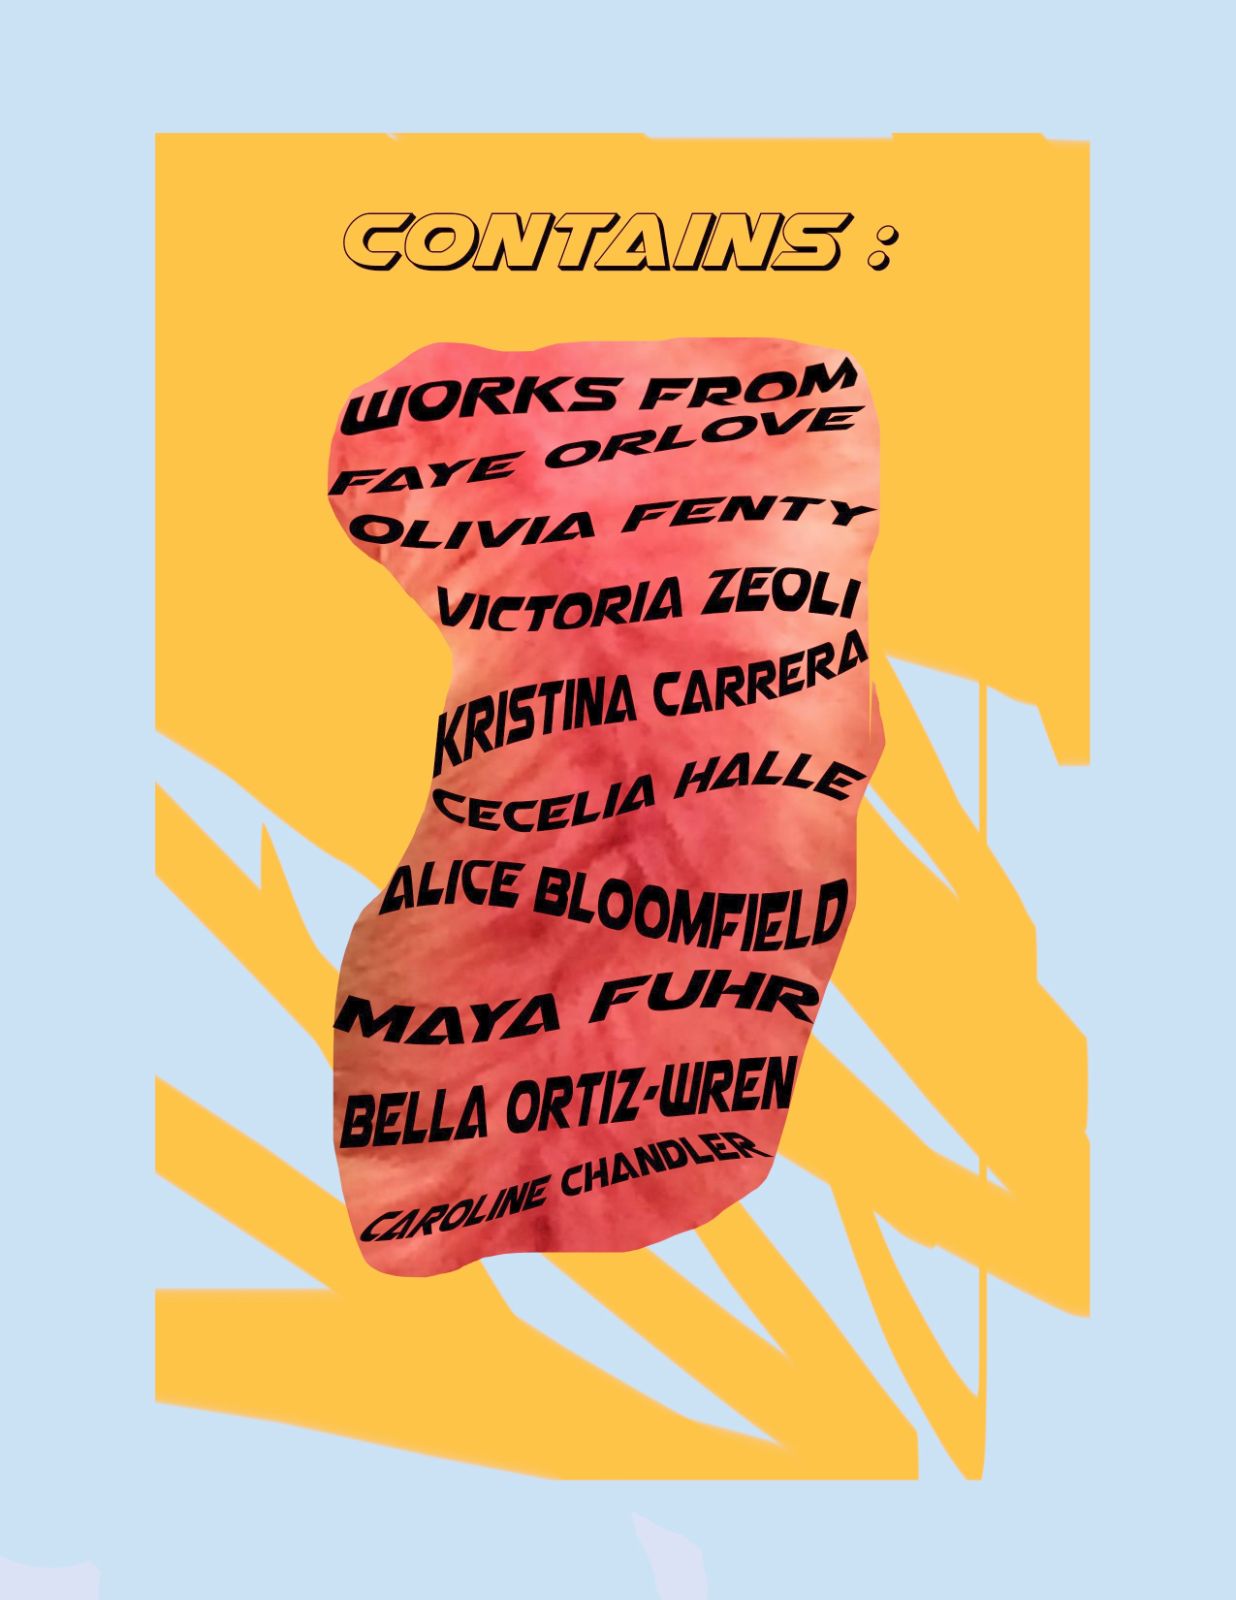 CONTAINS :
WORKS FROM
FAYE ORLOVE
OLIVIA FENTY
VICTORIA ZEOLI
KRISTINA CARRERA
CECELIA HALLE
ALICE BLOOMFIELD
MAYA FUHR
BELLA ORTIZ-WREN
CAROLINE CHANDLER